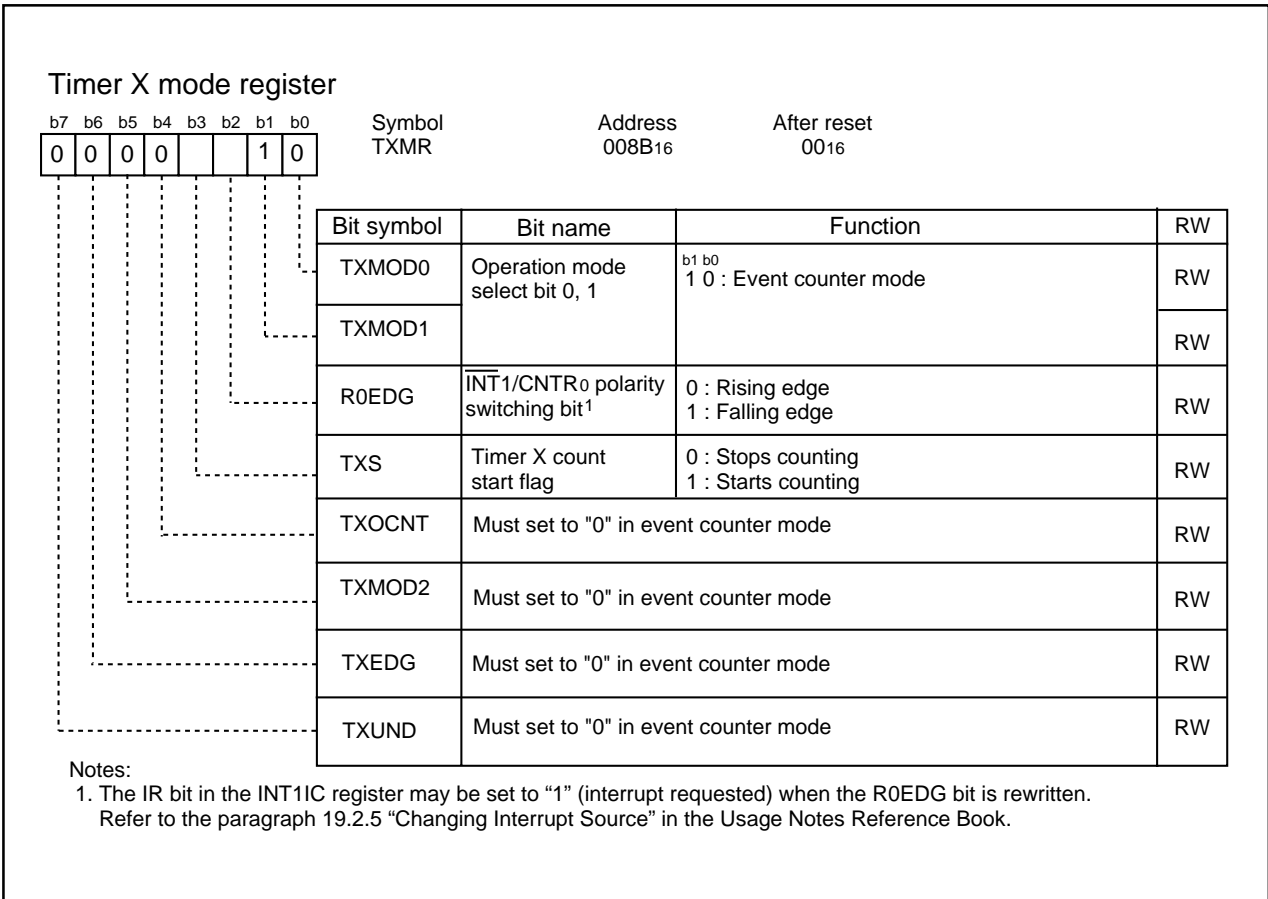 Timer X mode register
b7 b6 b5 b4 b3 b2 b1 b0 Symbol Address After reset
0 0 0 0 1 0 TXMR 008B16 0016
Bit symbol Bit name Function RW
TXMOD0 Operation mode select bit 0, 1 b1 b0
1 0 : Event counter mode RW
TXMOD1 RW
R0EDG INT1/CNTR0 polarity switching bit1 0 : Rising edge
1 : Falling edge RW
TXS Timer X count start flag 0 : Stops counting
1 : Starts counting RW
TXOCNT Must set to "0" in event counter mode RW
TXMOD2 Must set to "0" in event counter mode RW
TXEDG Must set to "0" in event counter mode RW
TXUND Must set to "0" in event counter mode RW
Notes:
1. The IR bit in the INT1IC register may be set to “1” (interrupt requested) when the R0EDG bit is rewritten.
Refer to the paragraph 19.2.5 “Changing Interrupt Source” in the Usage Notes Reference Book.